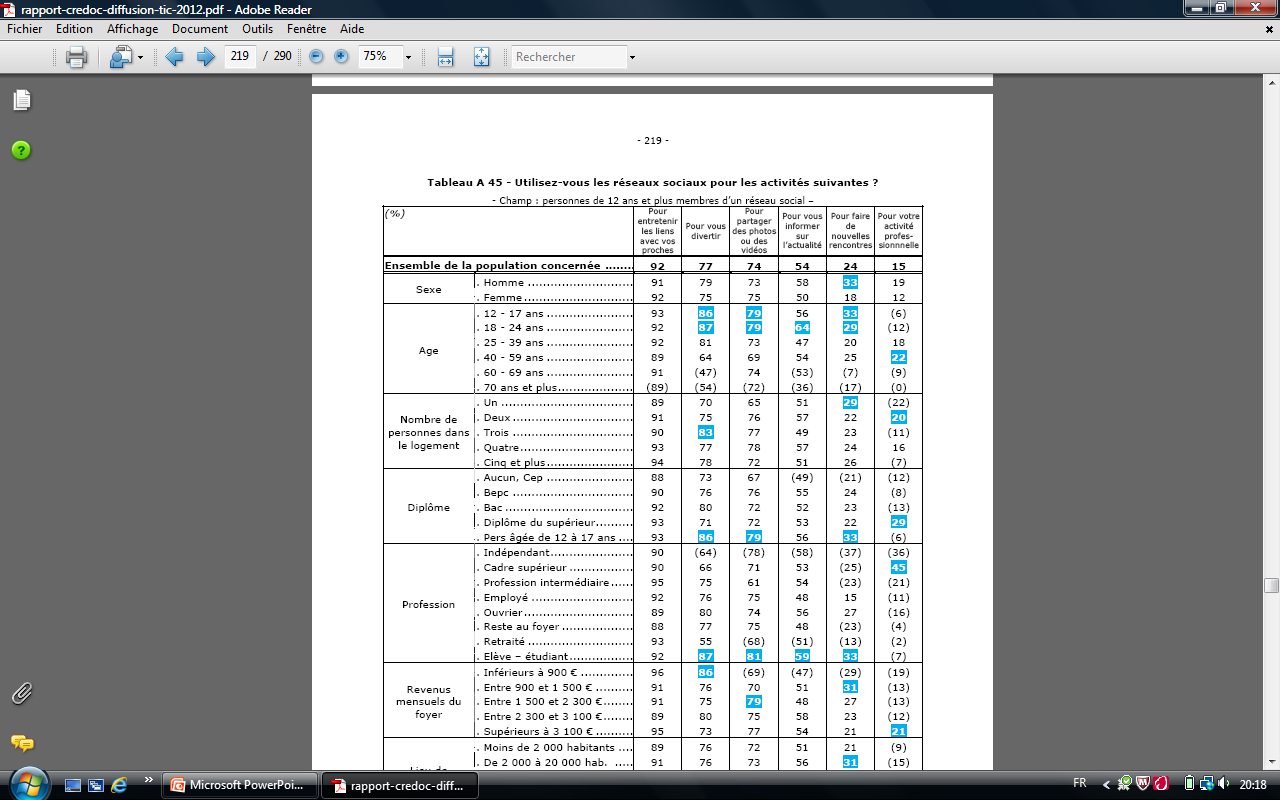 rapport-credoc-diffusion-tic-2012.pdf - Adobe Reader
Fichier Edition Affichage Document Outils Fenêtre Aide
219 / 290 75% Rechercher
- 219 -
Tableau A 45 - Utilisez-vous les réseaux sociaux pour les activités suivantes ?
- Champ : personnes de 12 ans et plus membres d'un réseau social –
(%)
Pour entretenir les liens avec vos proches
Pour vous divertir
Pour partager des photos ou des vidéos
Pour vous informer sur l'actualité
Pour faire de nouvelles rencontres
Pour votre activité profes-sionnnelle
Ensemble de la population concernée ........ 92 77 74 54 24 15
Sexe
. Homme 91 79 73 58 33 19
. Femme 92 75 75 50 18 12
Age
. 12 - 17 ans 93 86 79 56 33 (6)
. 18 - 24 ans 92 87 79 64 29 (12)
. 25 - 39 ans 92 81 73 47 20 18
. 40 - 59 ans 89 64 69 54 25 22
. 60 - 69 ans 91 (47) 74 (53) (7) (9)
. 70 ans et plus (89) (54) (72) (36) (17) (0)
Nombre de personnes dans le logement
. Un 89 70 65 51 29 (22)
. Deux 91 75 76 57 22 20
. Trois 90 83 77 49 23 (11)
. Quatre 93 77 78 57 24 16
. Cinq et plus 94 78 72 51 26 (7)
Diplôme
. Aucun, Cep 88 73 67 (49) (21) (12)
. Bepc 90 76 76 55 24 (8)
. Bac 92 80 72 52 23 (13)
. Diplôme du supérieur 93 71 72 53 22 29
. Pers âgée de 12 à 17 ans 93 86 79 56 33 (6)
Profession
. Indépendant 90 (64) (78) (58) (37) (36)
. Cadre supérieur 90 66 71 53 (25) 45
. Profession intermédiaire 95 75 61 54 (23) (21)
. Employé 92 76 75 48 15 (11)
. Ouvrier 89 80 74 56 27 (16)
. Reste au foyer 88 77 75 48 (23) (4)
. Retraité 93 55 (68) (51) (13) (2)
. Elève – étudiant 92 87 81 59 33 (7)
Revenus mensuels du foyer
. Inférieurs à 900 € 96 86 (69) (47) (29) (19)
. Entre 900 et 1 500 € 91 76 70 51 31 (13)
. Entre 1 500 et 2 300 € 91 75 79 48 27 (13)
. Entre 2 300 et 3 100 € 89 80 75 58 23 (12)
. Supérieurs à 3 100 € 95 73 77 54 21 21
. Moins de 2 000 habitants 89 76 72 51 21 (9)
. De 2 000 à 20 000 hab. 91 76 73 56 31 (15)
Microsoft PowerPoi... rapport-credoc-diff... FR 20:18